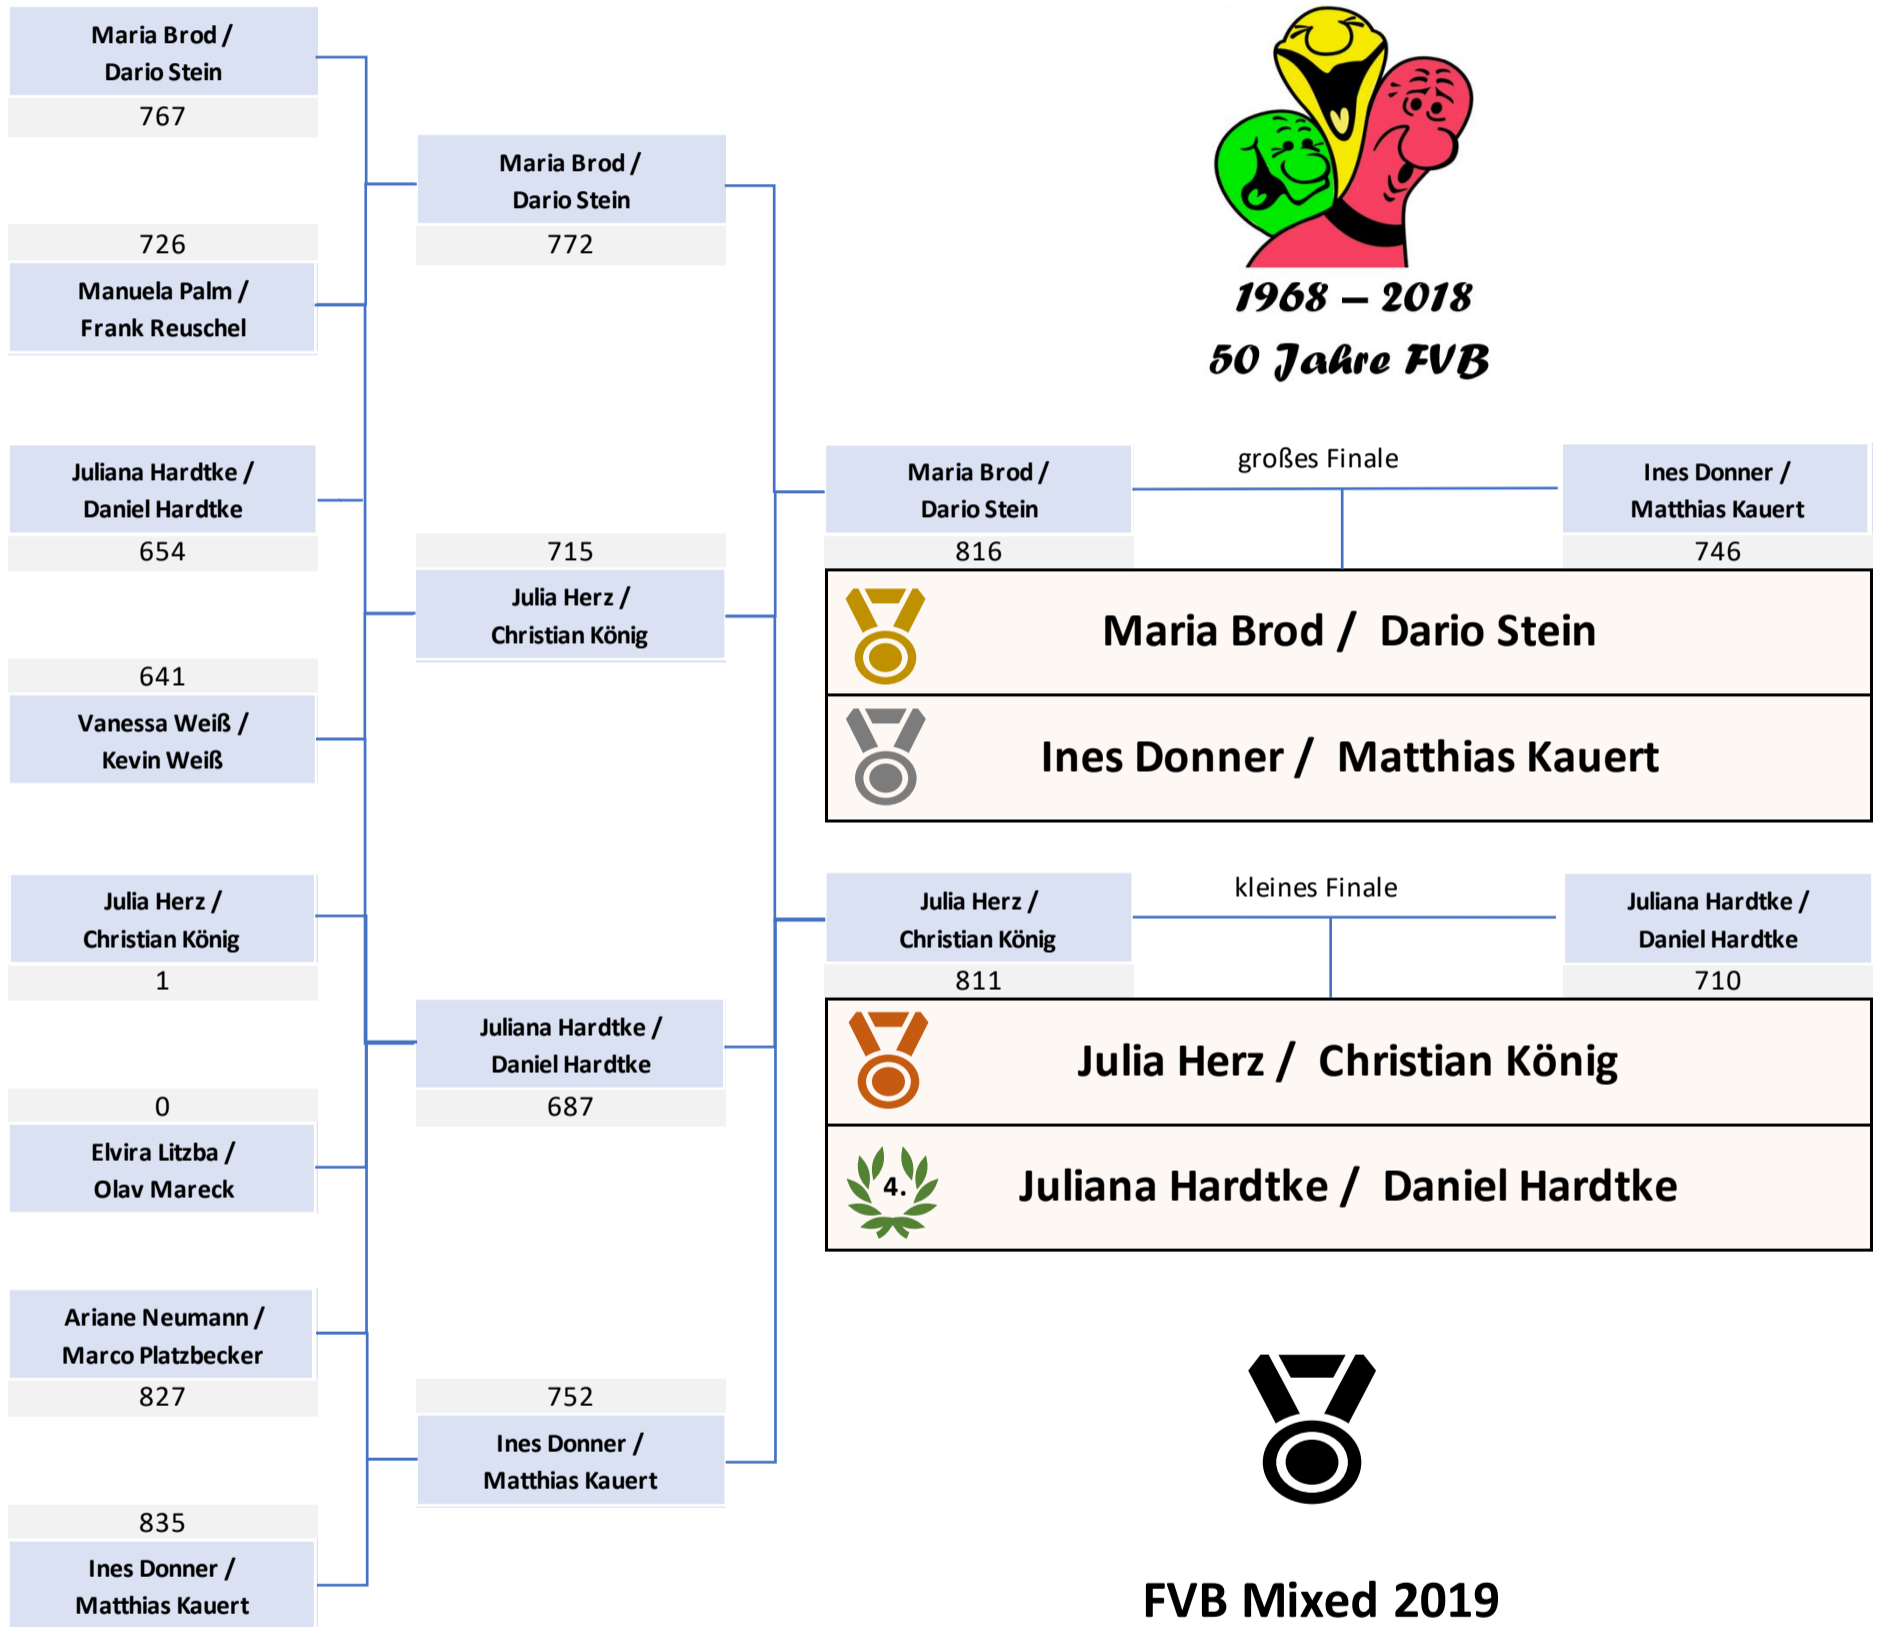 Maria Brod /
Dario Stein
767
726
Manuela Palm /
Frank Reuschel
Juliana Hardtke /
Daniel Hardtke
654
641
Vanessa Weiß /
Kevin Weiß
Julia Herz /
Christian König
1
0
Elvira Litzba /
Olav Mareck
Ariane Neumann /
Marco Platzbecker
827
835
Ines Donner /
Matthias Kauert
Maria Brod /
Dario Stein
772
715
Julia Herz /
Christian König
Juliana Hardtke /
Daniel Hardtke
687
752
Ines Donner /
Matthias Kauert
1968 – 2018
50 Jahre FVB
Maria Brod /
Dario Stein
816
großes Finale
Ines Donner /
Matthias Kauert
746
Maria Brod / Dario Stein
Ines Donner / Matthias Kauert
Julia Herz /
Christian König
811
kleines Finale
Juliana Hardtke /
Daniel Hardtke
710
Julia Herz / Christian König
4. Juliana Hardtke / Daniel Hardtke
FVB Mixed 2019